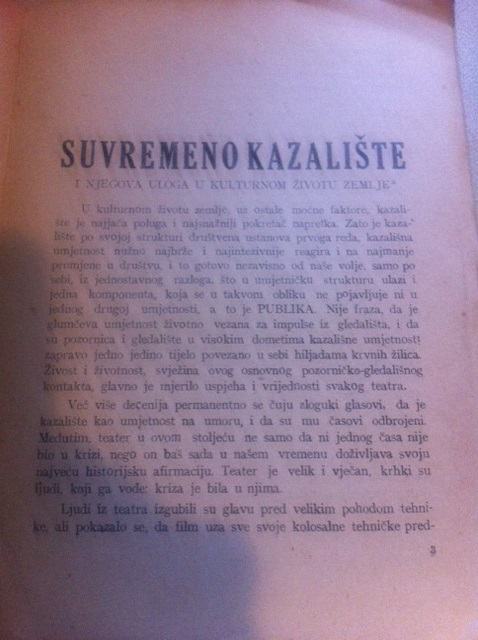 SUVREMENO KAZALIŠTE
I NJEGOVA ULOGA U KULTURNOM ŽIVOTU ZEMLJE*
U kulturnom životu zemlje, uz ostale moćne faktore, kazali-
šte je najjača poluga i najsnažniji pokretač napretka. Zato je kaza-
lište po svojoj strukturi društvena ustanova prvoga reda, kazališna
umjetnost nužno najbrže i najintezivnije reagira i na najmanje
promjene u društvu, i to gotovo nezavisno od naše volje, samo po
sebi, iz jednostavnog razloga, što u umjetničku strukturu ulazi i
jedna komponenta, koja se u takvom obliku ne pojavljuje ni u
jednog drugoj umjetnosti, a to je PUBLIKA. Nije fraza, da je
glumčeva umjetnost životno vezana za impulse iz gledališta, i da
su pozornica i gledalište u visokim dometima kazališne umjetnosti
zapravo jedno jedino tijelo povezano u sebi hiljadama krvnih žilica.
Živost i životnost, svježina ovog osnovnog pozorničko-gledališnog
kontakta, glavno je mjerilo uspjeha i vrijednosti svakog teatra.
Već više decenija permanentno se čuju zloguki glasovi, da je
kazalište kao umjetnost na umoru, i da su mu časovi odbrojeni.
Međutim, teater u ovom stoljeću ne samo da ni jednog časa nije
bio u krizi, nego on baš sada u našem vremenu doživljava svoju
najveću historijsku afirmaciju. Teater je velik i vječan, krhki su
ljudi, koji ga vode: kriza je bila u njima.
Ljudi iz teatra izgubili su glavu pred velikim pohodom tehni-
ke, ali pokazalo se, da film uza sve svoje kolosalne tehničke pred-
3